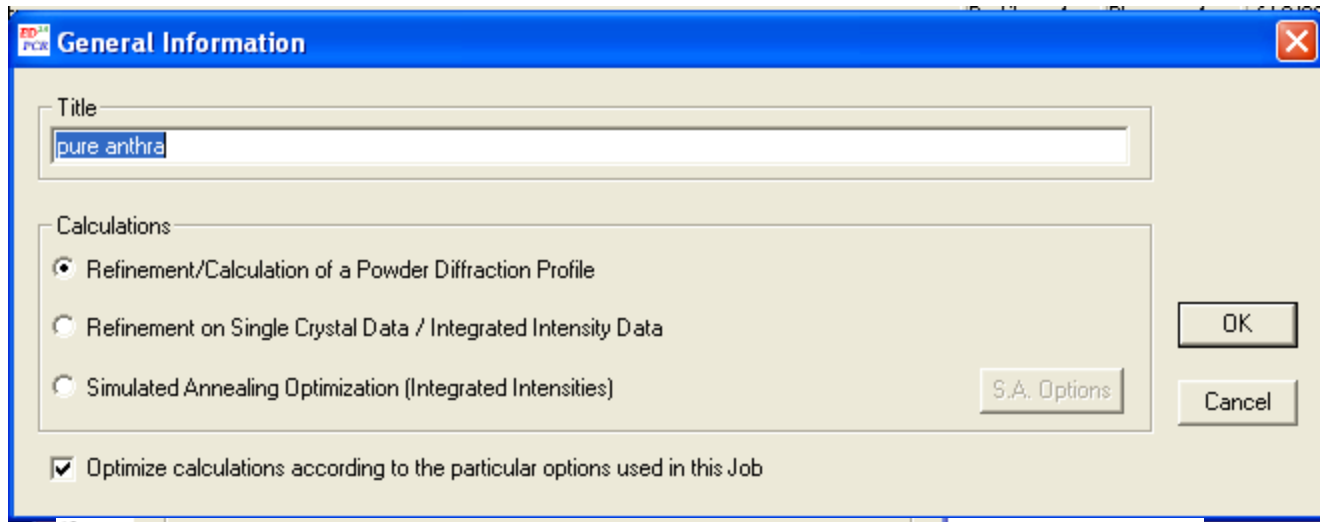 ED
PCR
General Information
Title
pure anthra
Calculations
Refinement/Calculation of a Powder Diffraction Profile
Refinement on Single Crystal Data / Integrated Intensity Data
OK
Simulated Annealing Optimization (Integrated Intensities)
S.A. Options
Cancel
Optimize calculations according to the particular options used in this Job